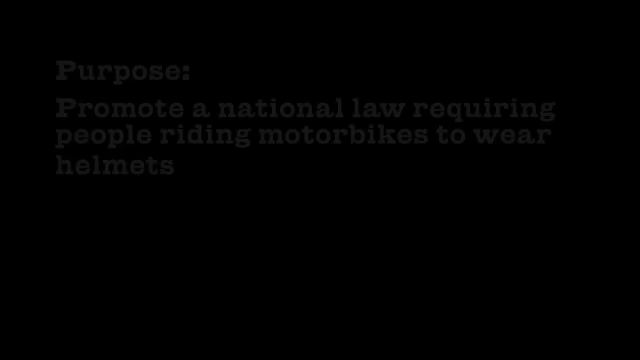 Purpose:
Promote a national law requiring
people riding motorbikes to wear
helmets